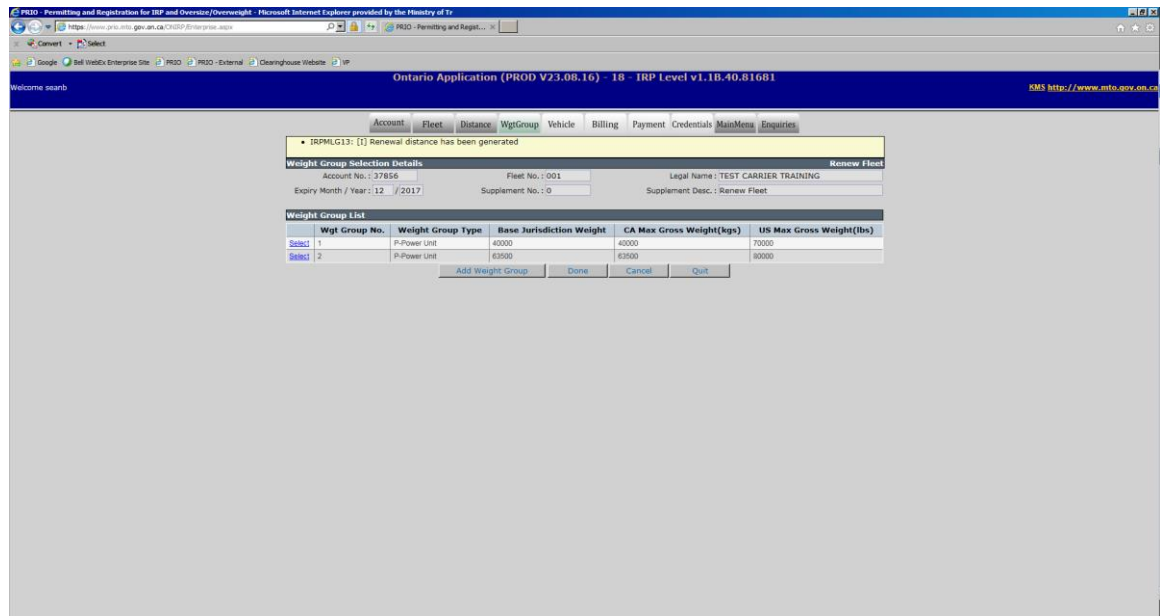 PRIO - Permitting and Registration for IRP and Oversize/Overweight - Microsoft Internet Explorer provided by the Ministry of Tr
https://www.prio.mto.gov.on.ca/ONIRP/Enterprise.aspx PRIO - Permitting and Regist...
Convert Select
Google Bell WebEx Enterprise Site PRIO PRIO - External Clearinghouse Website VP
Ontario Application (PROD V23.08.16) - 18 - IRP Level v1.1B.40.81681
Welcome seanb KMS http://www.mto.gov.on.ca
Account Fleet Distance WgtGroup Vehicle Billing Payment Credentials MainMenu Enquiries
• IRPMLG13: [I] Renewal distance has been generated
Weight Group Selection Details Renew Fleet
Account No. : 37856 Fleet No. : 001 Legal Name : TEST CARRIER TRAINING
Expiry Month / Year : 12 / 2017 Supplement No. : 0 Supplement Desc. : Renew Fleet
Weight Group List
Wgt Group No. Weight Group Type Base Jurisdiction Weight CA Max Gross Weight(kgs) US Max Gross Weight(lbs)
Select 1 P-Power Unit 40000 40000 70000
Select 2 P-Power Unit 63500 63500 80000
Add Weight Group Done Cancel Quit